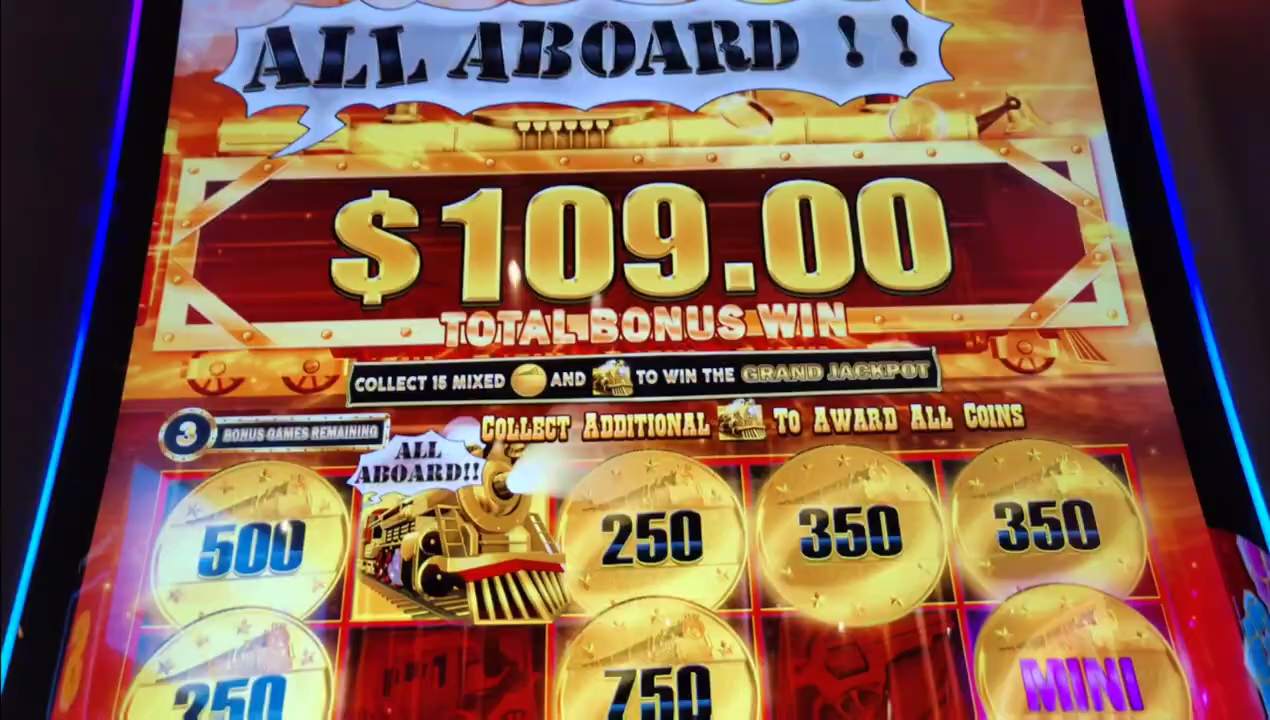 ALL ABOARD !!
$109.00
TOTAL BONUS WIN
COLLECT 15 MIXED AND TO WIN THE GRAND JACKPOT
COLLECT ADDITIONAL TO AWARD ALL COINS
3 BONUS GAMES REMAINING
ALL
ABOARD!!
500 250 350 350
250 750 MINI